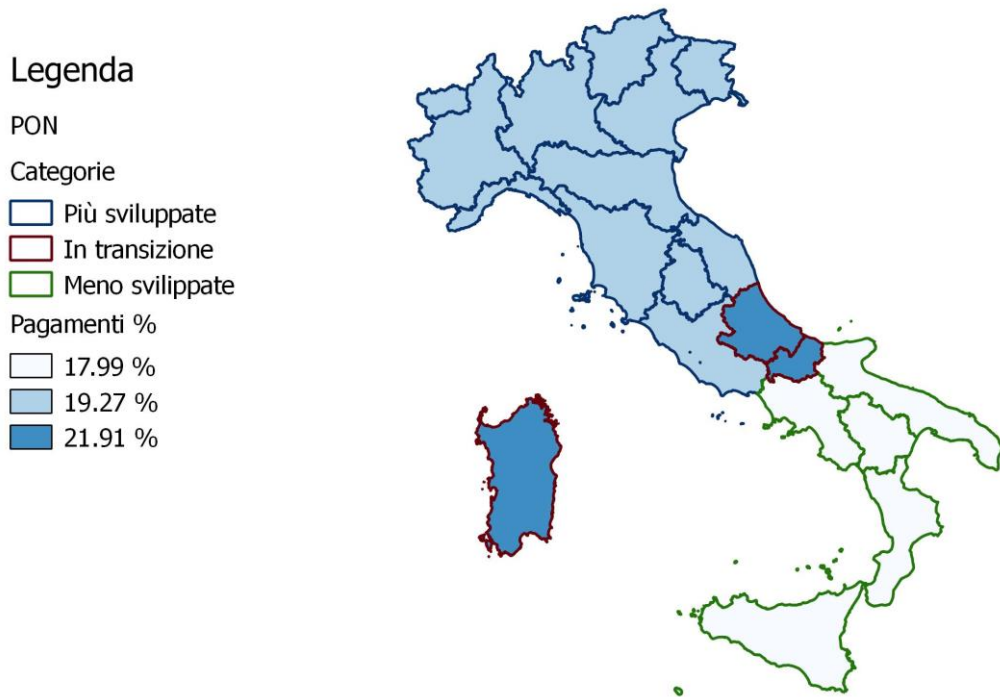 Legenda
PON
Categorie
Più sviluppate
In transizione
Meno svilippate
Pagamenti %
17.99 %
19.27 %
21.91 %